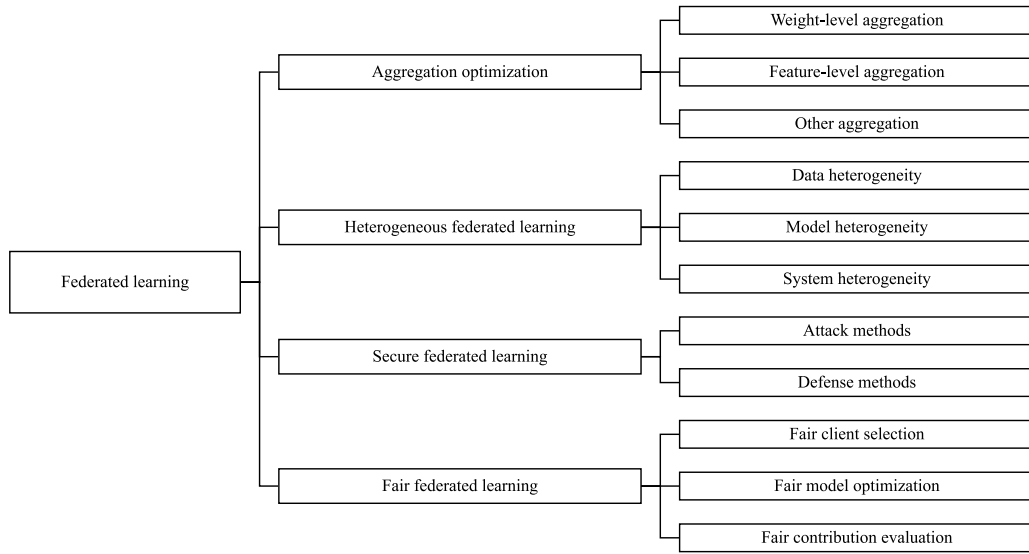 Federated learning
Aggregation optimization
Weight-level aggregation
Feature-level aggregation
Other aggregation
Heterogeneous federated learning
Data heterogeneity
Model heterogeneity
System heterogeneity
Secure federated learning
Attack methods
Defense methods
Fair federated learning
Fair client selection
Fair model optimization
Fair contribution evaluation